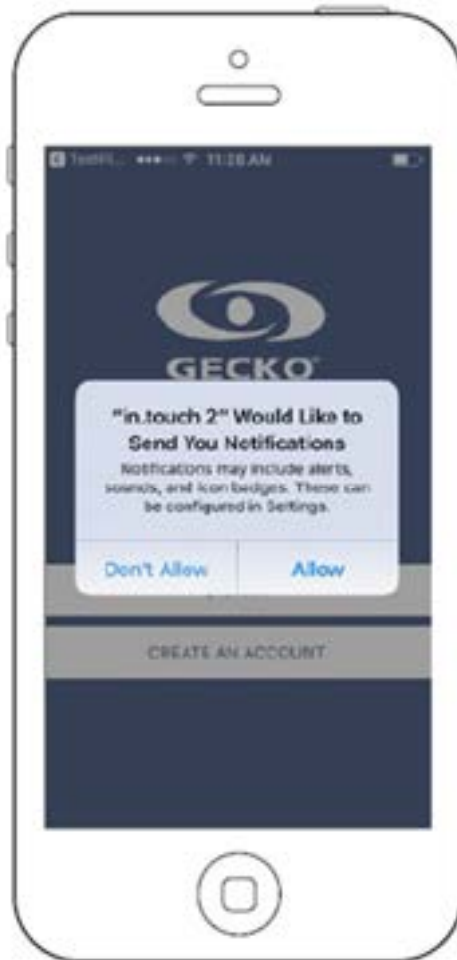 11:28 AM
GECKO
"in.touch 2" Would Like to
Send You Notifications
Notifications may include alerts,
sounds, and icon badges. These can
be configured in Settings.
Don't Allow Allow
CREATE AN ACCOUNT